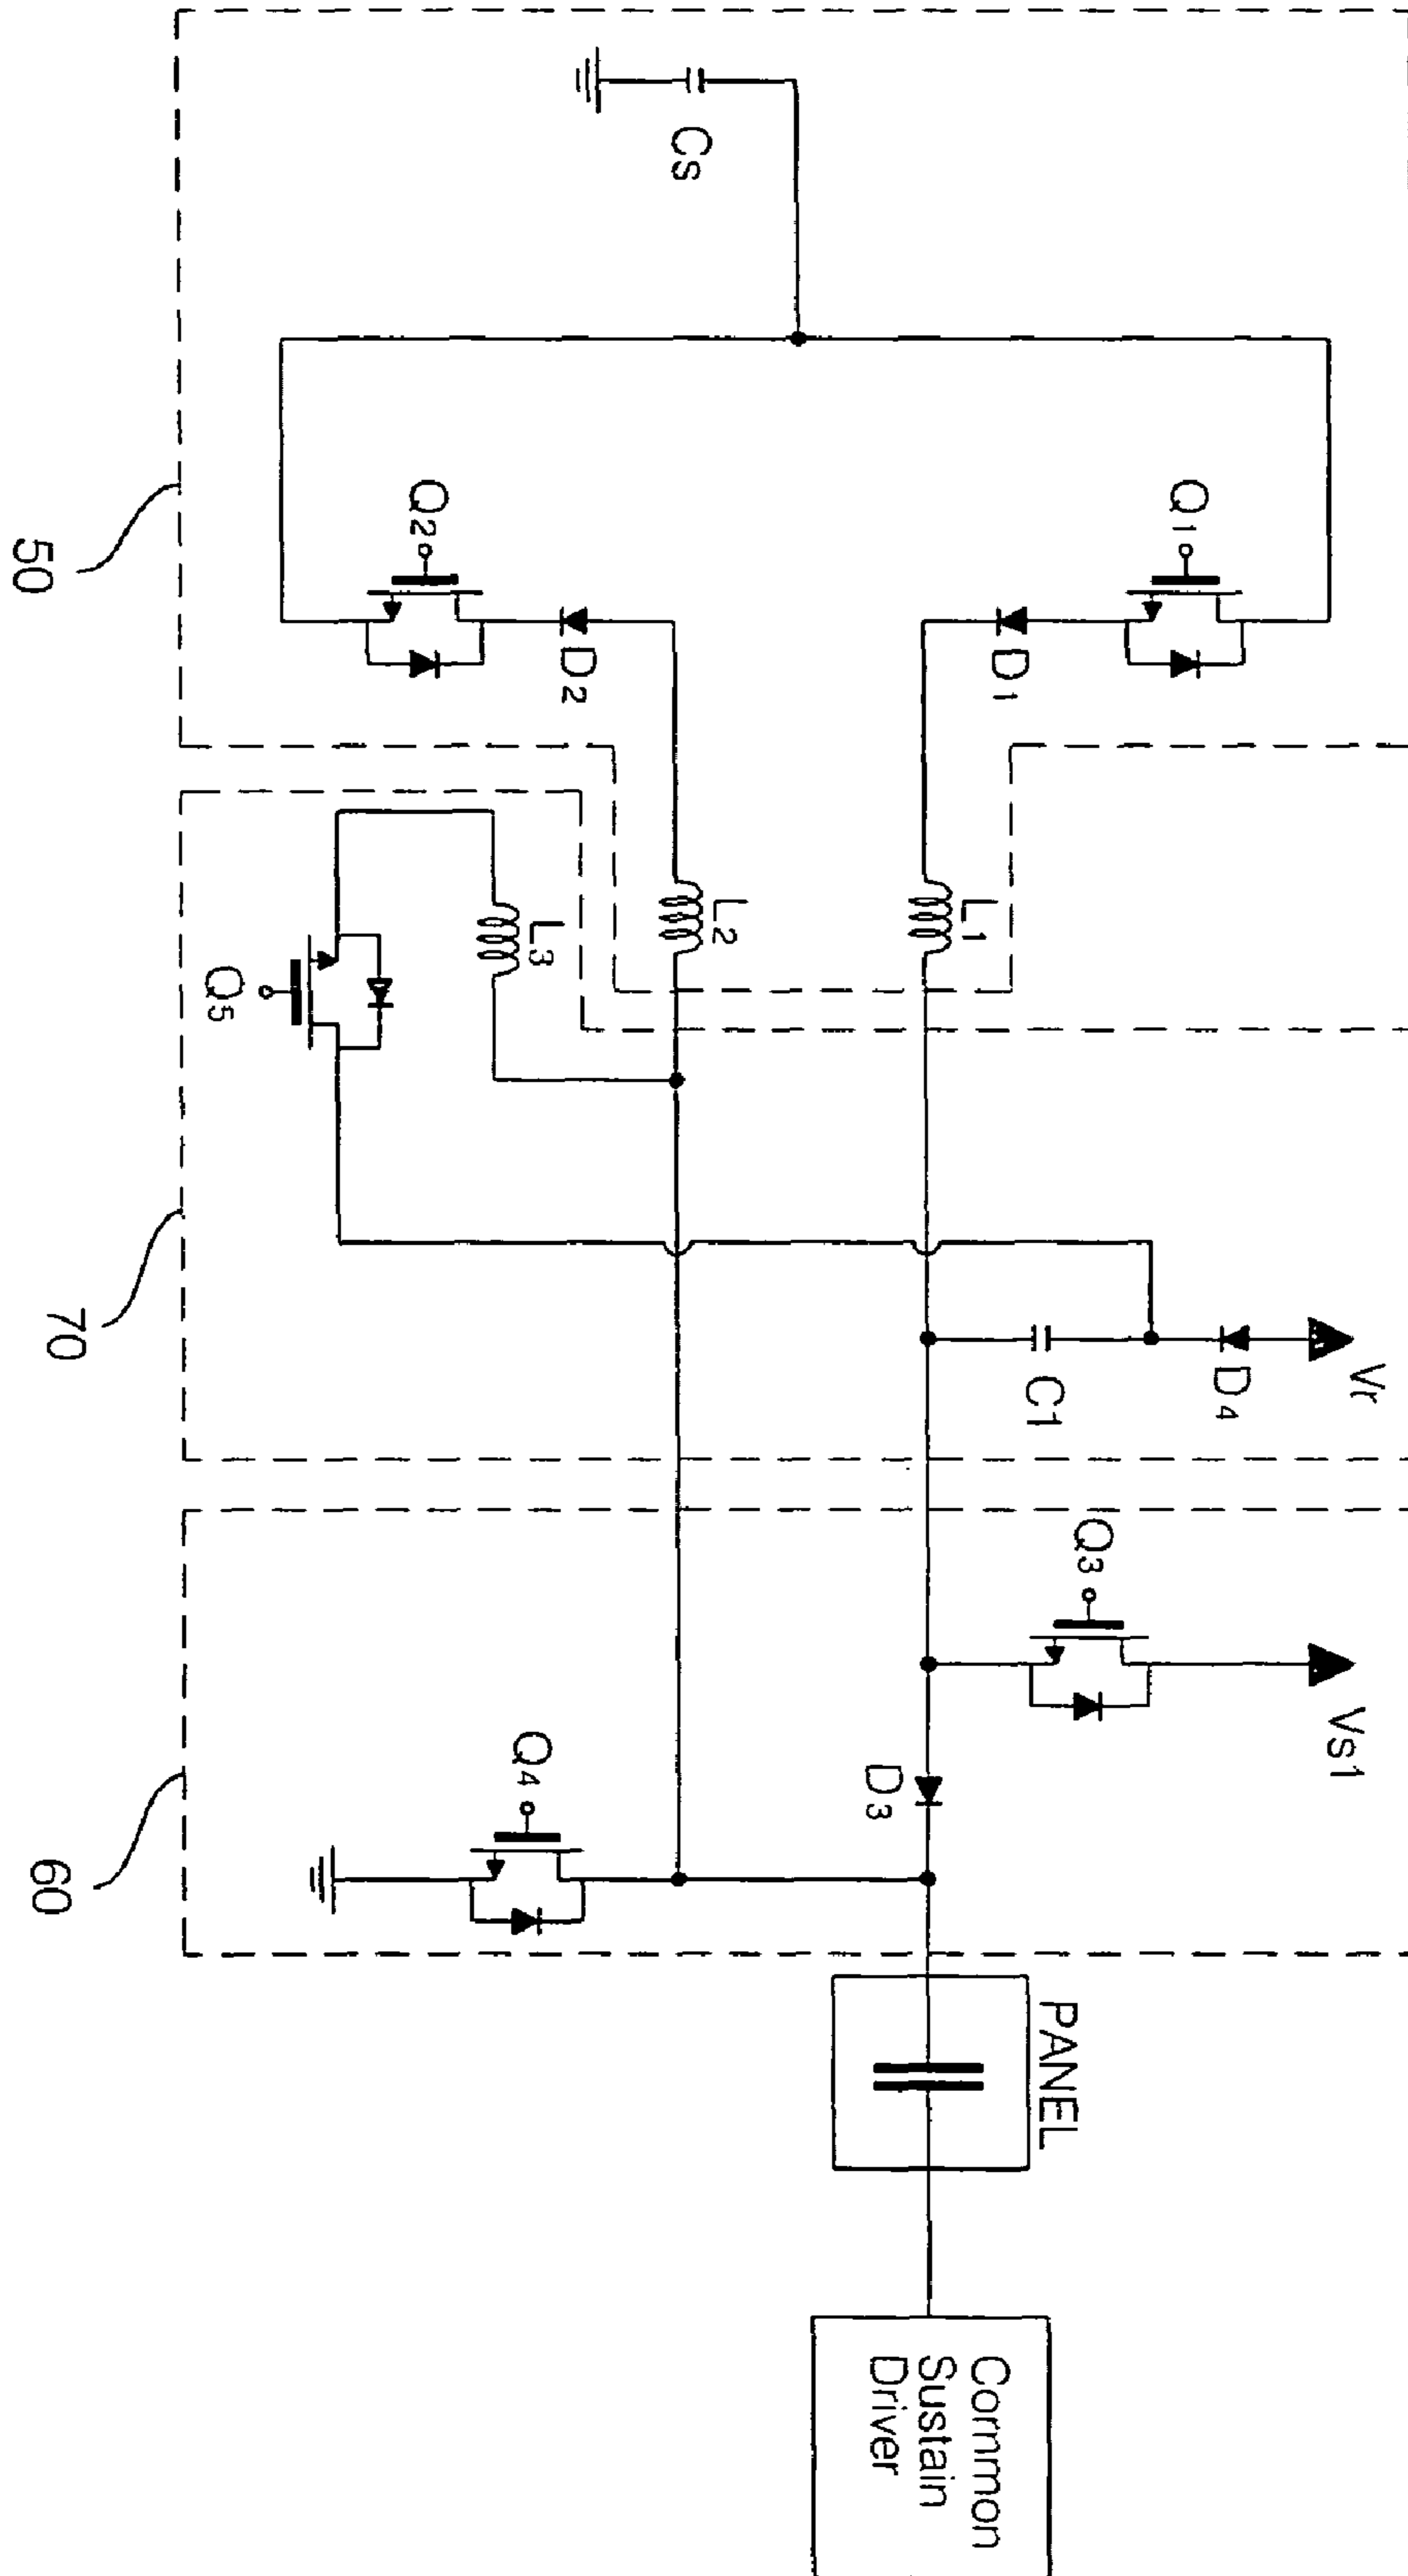 Vr
Vs1
Q1
D4
Q3
D1
C1
PANEL
L1
Common
Sustain
Driver
D3
Cs
L2
D2
L3
Q4
Q2
Q5
50
70
60